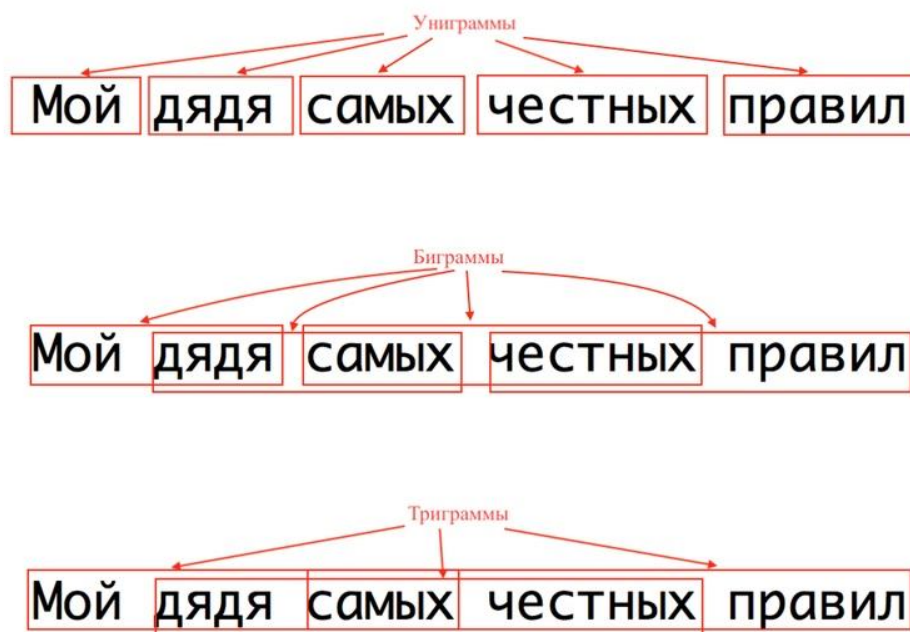 Униграммы
Мой дядя самых честных правил
Биграммы
Мой дядя самых честных правил
Триграммы
Мой дядя самых честных правил